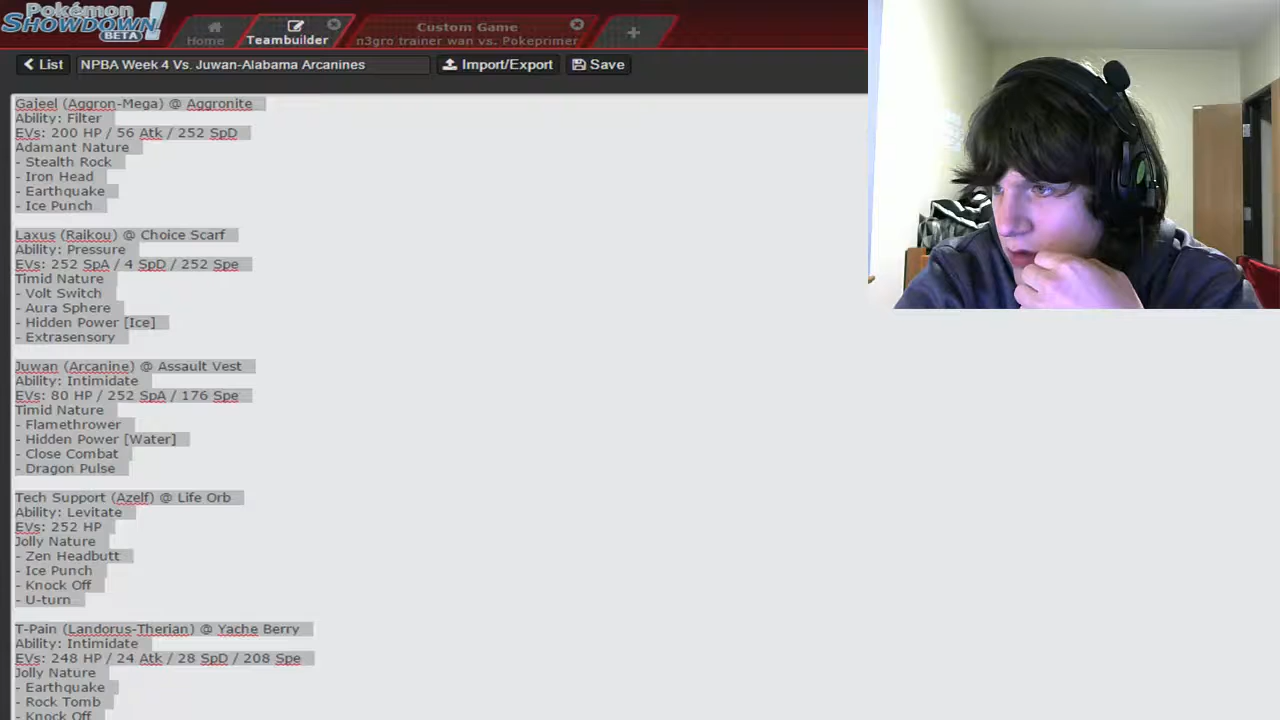 Pokémon
SHOWDOWN!
BETA
Home
Teambuilder
Custom Game
n3gro trainer wan vs. Pokeprimer
List
NPBA Week 4 Vs. Juwan-Alabama Arcanines
Import/Export
Save
Gajeel (Aggron-Mega) @ Aggronite
Ability: Filter
EVs: 200 HP / 56 Atk / 252 SpD
Adamant Nature
- Stealth Rock
- Iron Head
- Earthquake
- Ice Punch
Laxus (Raikou) @ Choice Scarf
Ability: Pressure
EVs: 252 SpA / 4 SpD / 252 Spe
Timid Nature
- Volt Switch
- Aura Sphere
- Hidden Power [Ice]
- Extrasensory
Juwan (Arcanine) @ Assault Vest
Ability: Intimidate
EVs: 80 HP / 252 SpA / 176 Spe
Timid Nature
- Flamethrower
- Hidden Power [Water]
- Close Combat
- Dragon Pulse
Tech Support (Azelf) @ Life Orb
Ability: Levitate
EVs: 252 HP
Jolly Nature
- Zen Headbutt
- Ice Punch
- Knock Off
- U-turn
T-Pain (Landorus-Therian) @ Yache Berry
Ability: Intimidate
EVs: 248 HP / 24 Atk / 28 SpD / 208 Spe
Jolly Nature
- Earthquake
- Rock Tomb
- Knock Off